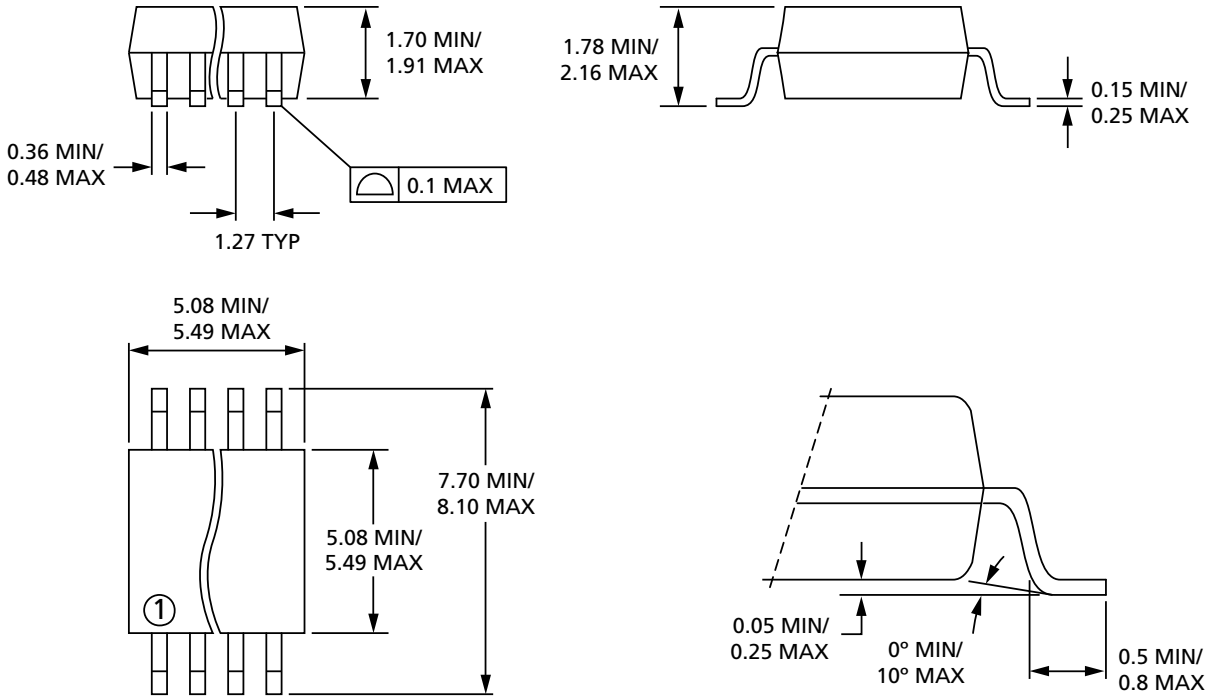 1.70 MIN/
1.91 MAX
0.36 MIN/
0.48 MAX
0.1 MAX
1.27 TYP
1.78 MIN/
2.16 MAX
0.15 MIN/
0.25 MAX
5.08 MIN/
5.49 MAX
7.70 MIN/
8.10 MAX
5.08 MIN/
5.49 MAX
1
0.05 MIN/
0.25 MAX
0º MIN/
10º MAX
0.5 MIN/
0.8 MAX